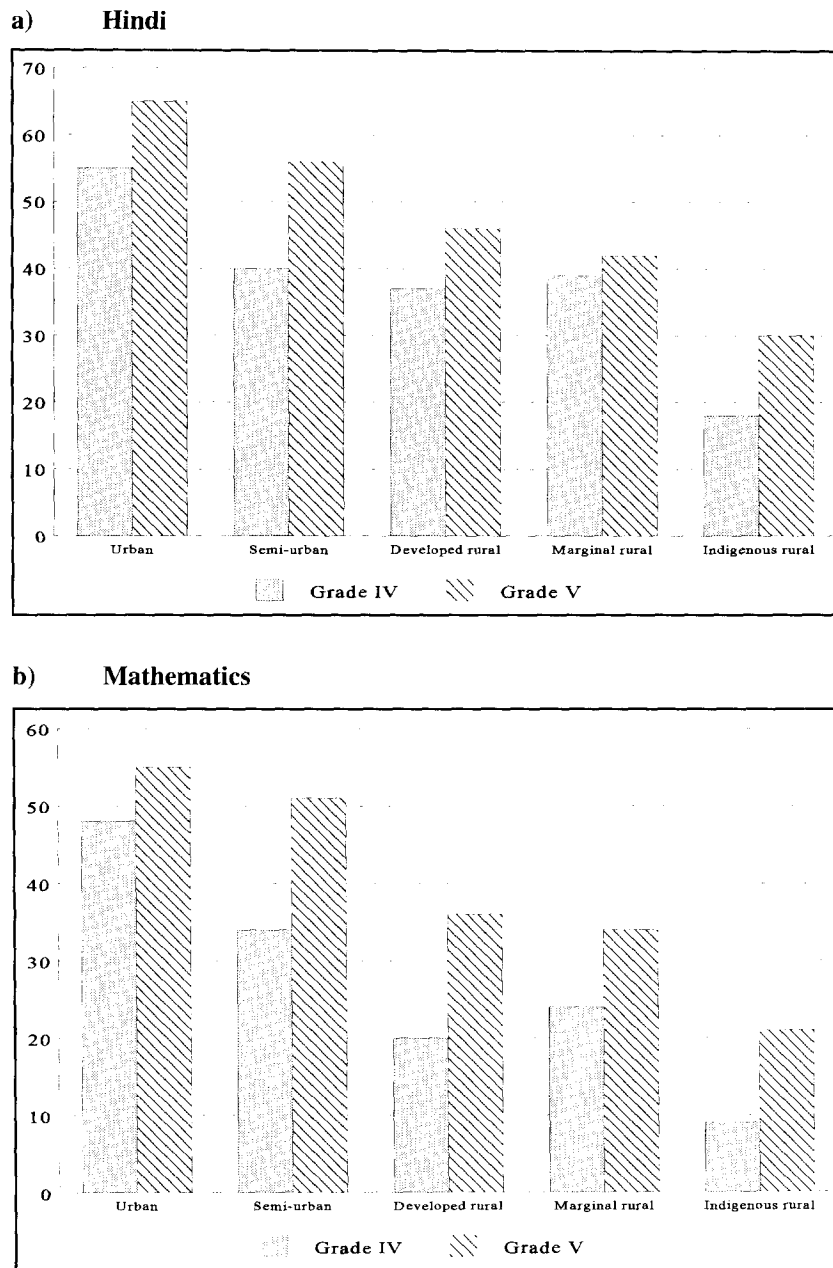 a) Hindi
70
60
50
40
30
20
10
0
Urban Semi-urban Developed rural Marginal rural Indigenous rural
Grade IV Grade V
b) Mathematics
60
50
40
30
20
10
0
Urban Semi-urban Developed rural Marginal rural Indigenous rural
Grade IV Grade V